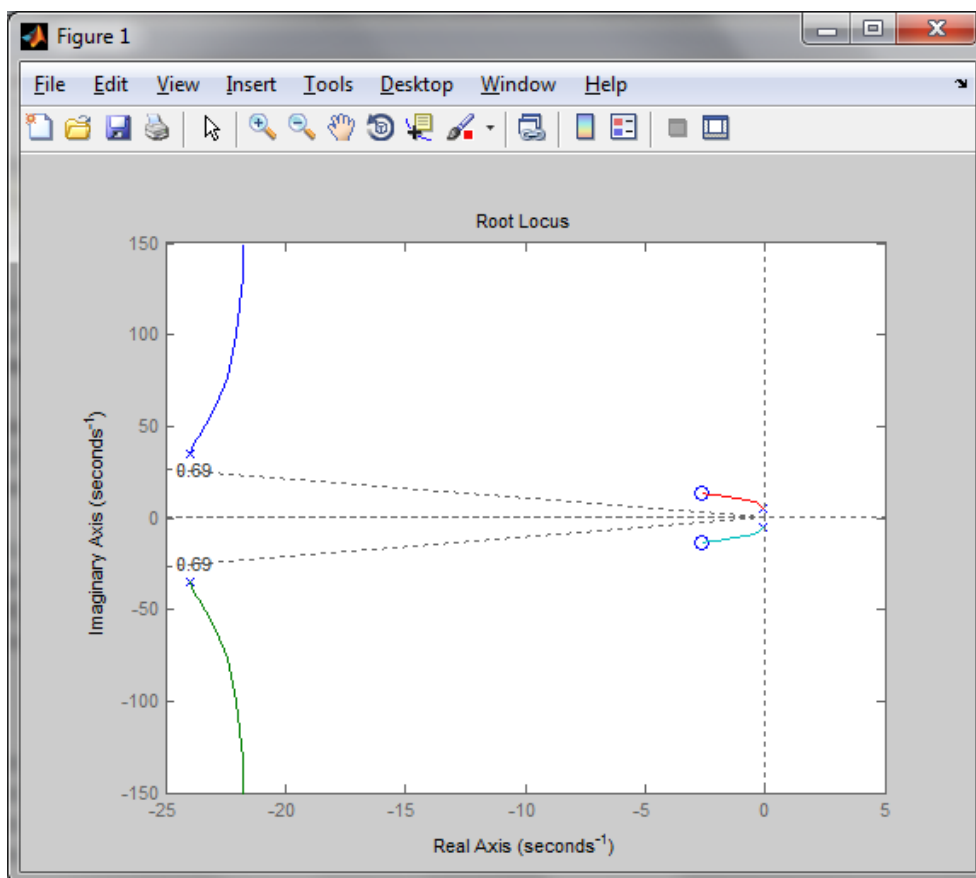 Figure 1
File Edit View Insert Tools Desktop Window Help
Root Locus
150
100
50
0
-50
-100
-150
0.69
0.69
Imaginary Axis (seconds⁻¹)
-25 -20 -15 -10 -5 0 5
Real Axis (seconds⁻¹)